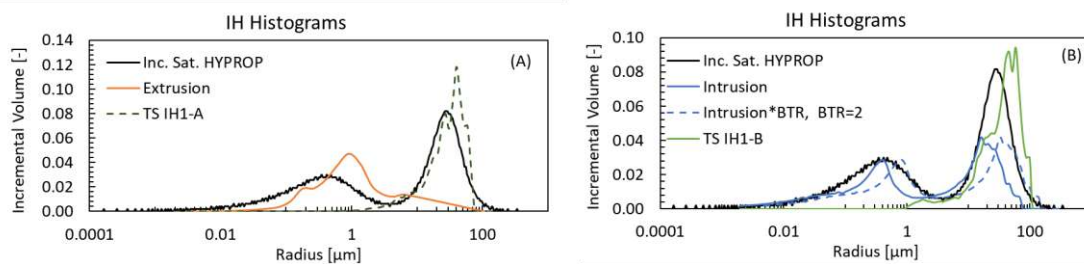 IH Histograms
(A)
Inc. Sat. HYPROP
Extrusion
TS IH1-A
Incremental Volume [-]
0.14
0.12
0.10
0.08
0.06
0.04
0.02
0.00
0.0001
0.01
1
100
Radius [µm]
IH Histograms
(B)
Inc. Sat. HYPROP
Intrusion
Intrusion*BTR, BTR=2
TS IH1-B
Incremental Volume [-]
0.10
0.08
0.06
0.04
0.02
0.00
0.0001
0.01
1
100
Radius [µm]